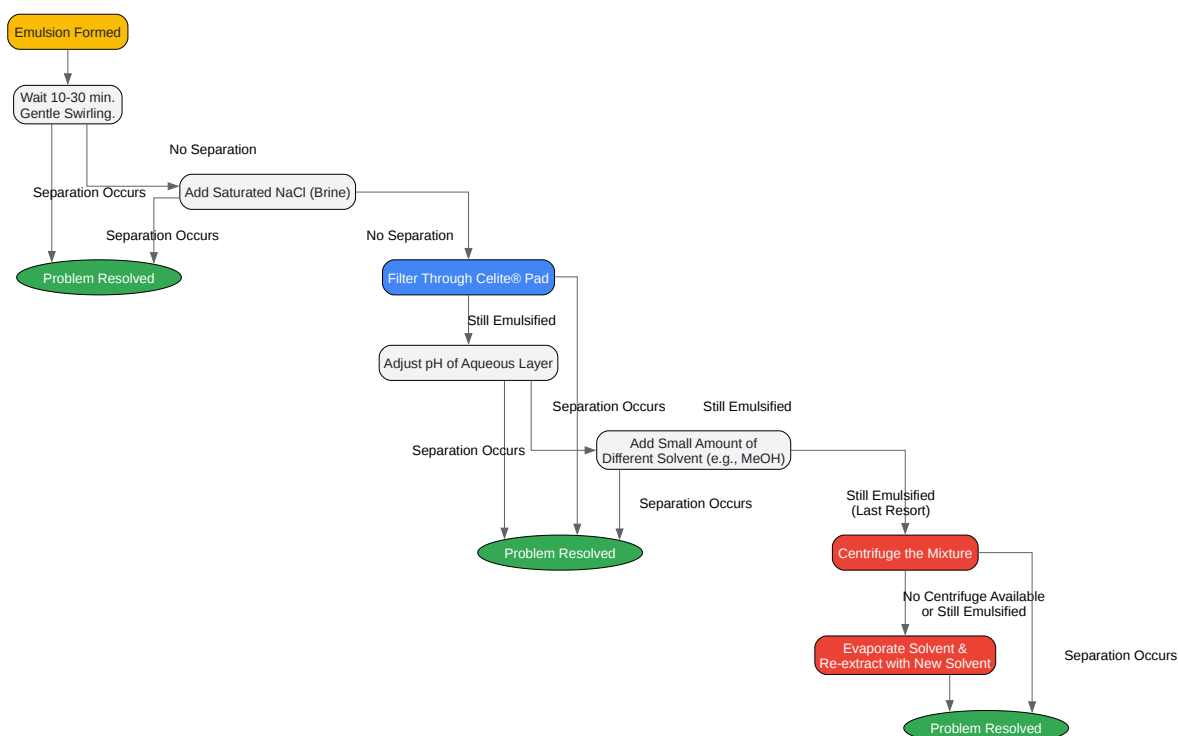 Emulsion Formed
Wait 10-30 min.
Gentle Swirling.
No Separation
Separation Occurs
Add Saturated NaCl (Brine)
Separation Occurs
No Separation
Problem Resolved
Filter Through Celite® Pad
Still Emulsified
Adjust pH of Aqueous Layer
Separation Occurs
Still Emulsified
Separation Occurs
Add Small Amount of
Different Solvent (e.g., MeOH)
Separation Occurs
Still Emulsified
(Last Resort)
Problem Resolved
Centrifuge the Mixture
No Centrifuge Available
or Still Emulsified
Evaporate Solvent &
Re-extract with New Solvent
Separation Occurs
Problem Resolved